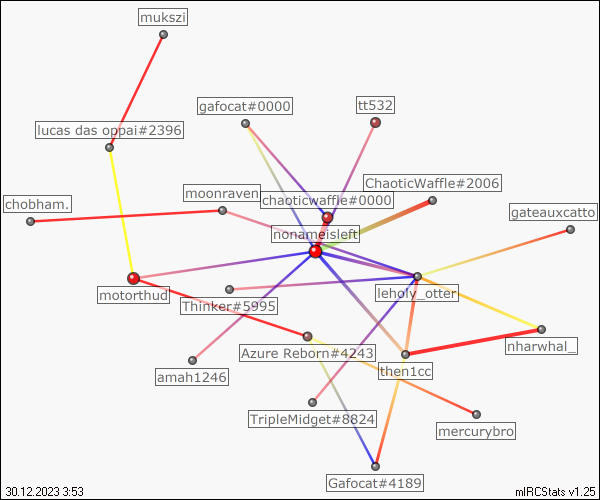 mukszi
gafocat#0000
tt532
lucas das oppai#2396
ChaoticWaffle#2006
moonraven
chaoticwaffle#0000
chobham.
gateauxcatto
nonameisleft
motorthud
Thinker#5995
leholy_otter
nharwhal_
Azure Reborn#4243
then1cc
amah1246
TripleMidget#8824
mercurybro
Gafocat#4189
30.12.2023 3:53
mIRCStats v1.25